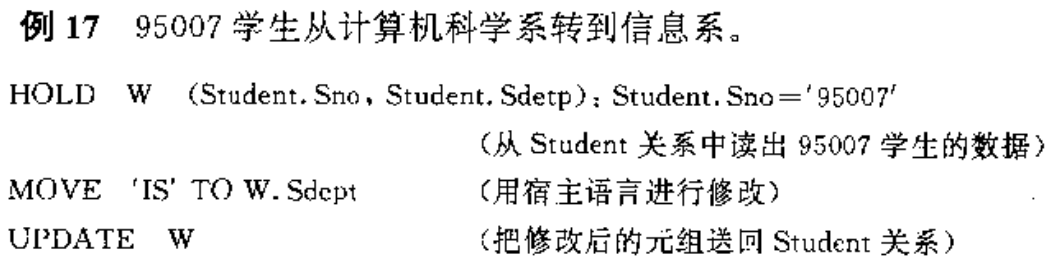 例 17 95007 学生从计算机科学系转到信息系。
HOLD W (Student.Sno, Student.Sdetp): Student.Sno='95007'
(从 Student 关系中读出 95007 学生的数据)
MOVE 'IS' TO W.Sdept (用宿主语言进行修改)
UPDATE W (把修改后的元组送回 Student 关系)